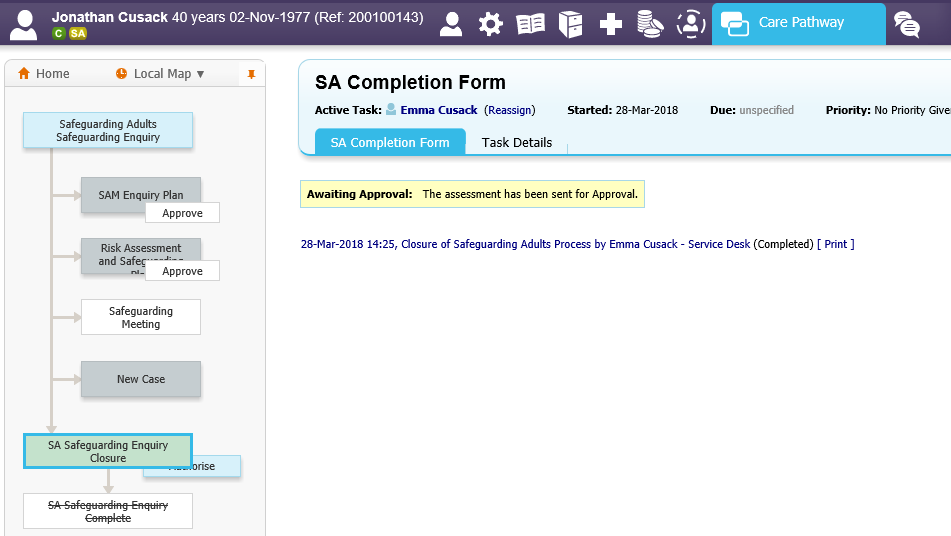 Jonathan Cusack 40 years 02-Nov-1977 (Ref: 200100143)
C SA
Care Pathway
Home Local Map ▼
SA Completion Form
Active Task: Emma Cusack (Reassign) Started: 28-Mar-2018 Due: unspecified Priority: No Priority Give
SA Completion Form Task Details
Awaiting Approval: The assessment has been sent for Approval.
28-Mar-2018 14:25, Closure of Safeguarding Adults Process by Emma Cusack - Service Desk (Completed) [ Print ]
Safeguarding Adults
Safeguarding Enquiry
SAM Enquiry Plan
Approve
Risk Assessment
and Safeguarding
Approve
Safeguarding
Meeting
New Case
SA Safeguarding Enquiry
Closure
SA Safeguarding Enquiry
Complete